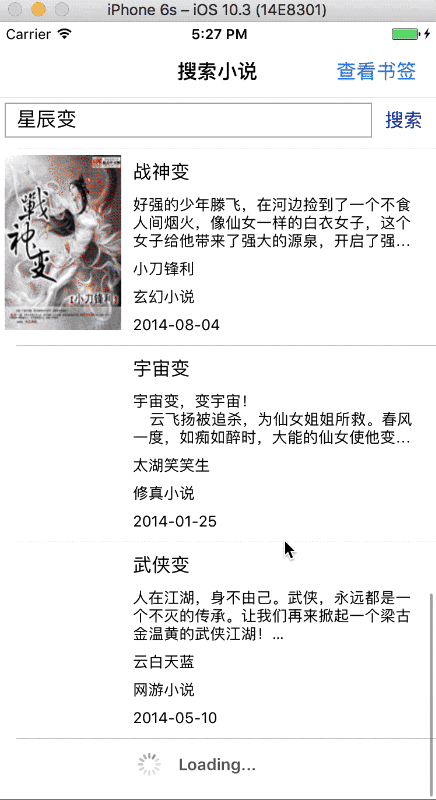 iPhone 6s – iOS 10.3 (14E8301)
Carrier 5:27 PM
搜索小说 查看书签
星辰变 搜索
戰神变
【小刀锋利】
战神变
好强的少年滕飞，在河边捡到了一个不食
人间烟火，像仙女一样的白衣女子，这个
女子给他带来了强大的源泉，开启了强...
小刀锋利
玄幻小说
2014-08-04
宇宙变
宇宙变，变宇宙！
云飞扬被追杀，为仙女姐姐所救。春风
一度，如痴如醉时，大能的仙女使他变...
太湖笑笑生
修真小说
2014-01-25
武侠变
人在江湖，身不由己。武侠，永远都是一
个不灭的传承。让我们再来掀起一个梁古
金温黄的武侠江湖！...
云白天蓝
网游小说
2014-05-10
Loading...